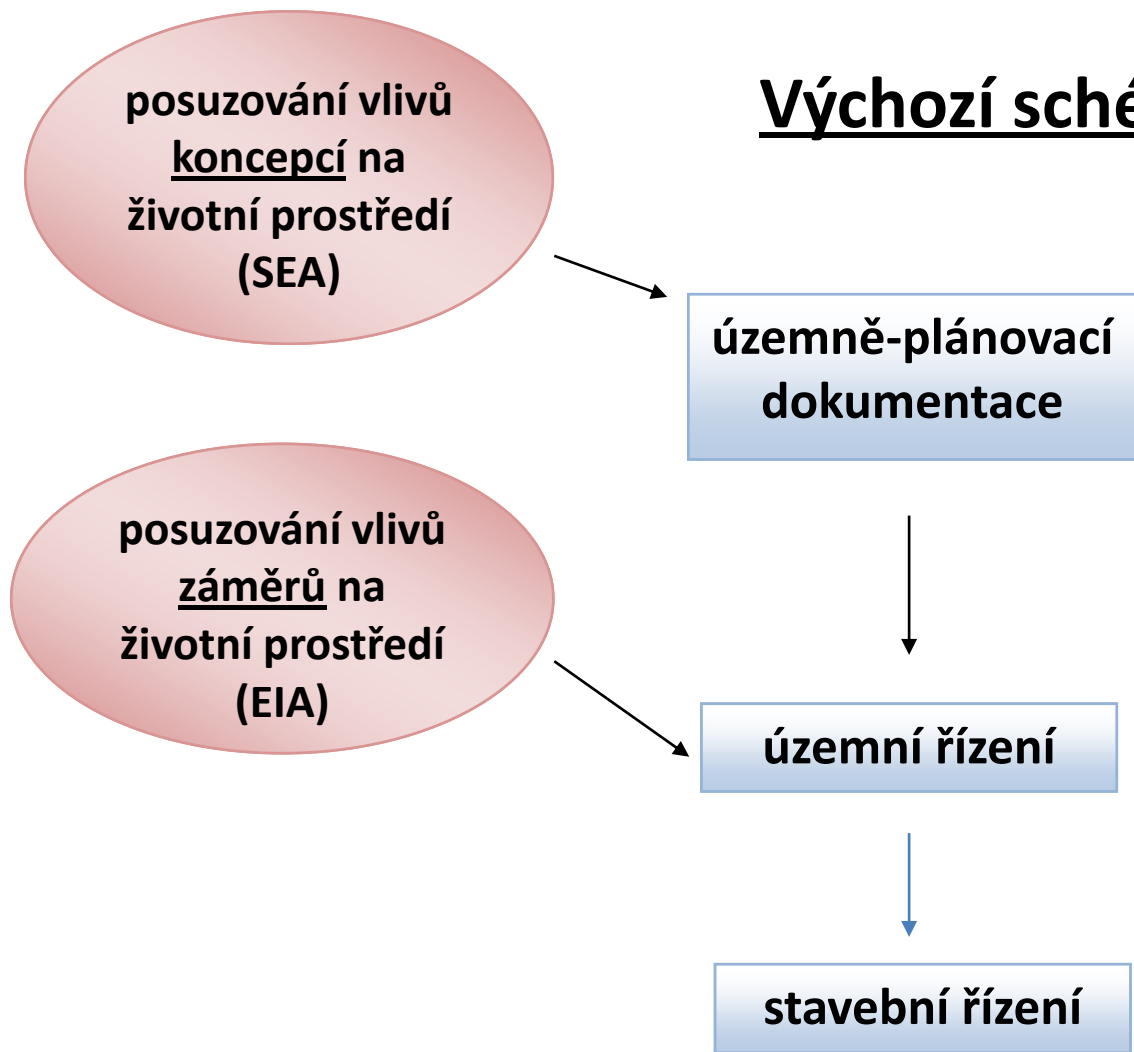 posuzování vlivů
koncepcí na
životní prostředí
(SEA)
Výchozí sché
územně-plánovací
dokumentace
posuzování vlivů
záměrů na
životní prostředí
(EIA)
územní řízení
stavební řízení